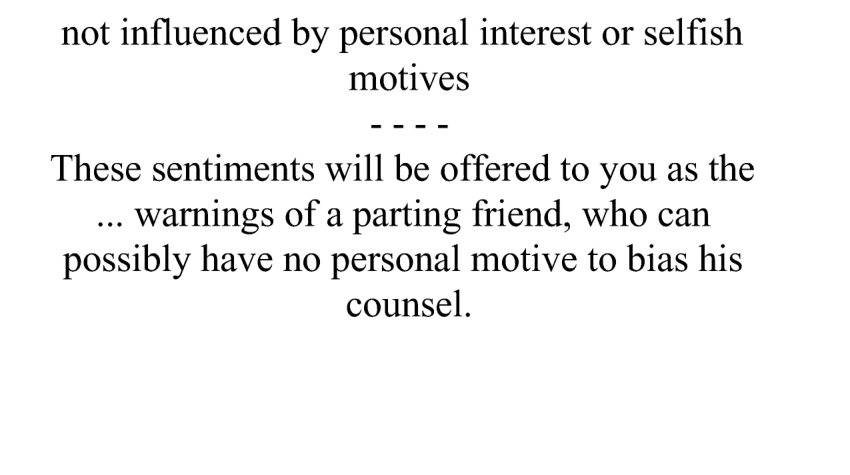 not influenced by personal interest or selfish
motives
- - - -
These sentiments will be offered to you as the
... warnings of a parting friend, who can
possibly have no personal motive to bias his
counsel.